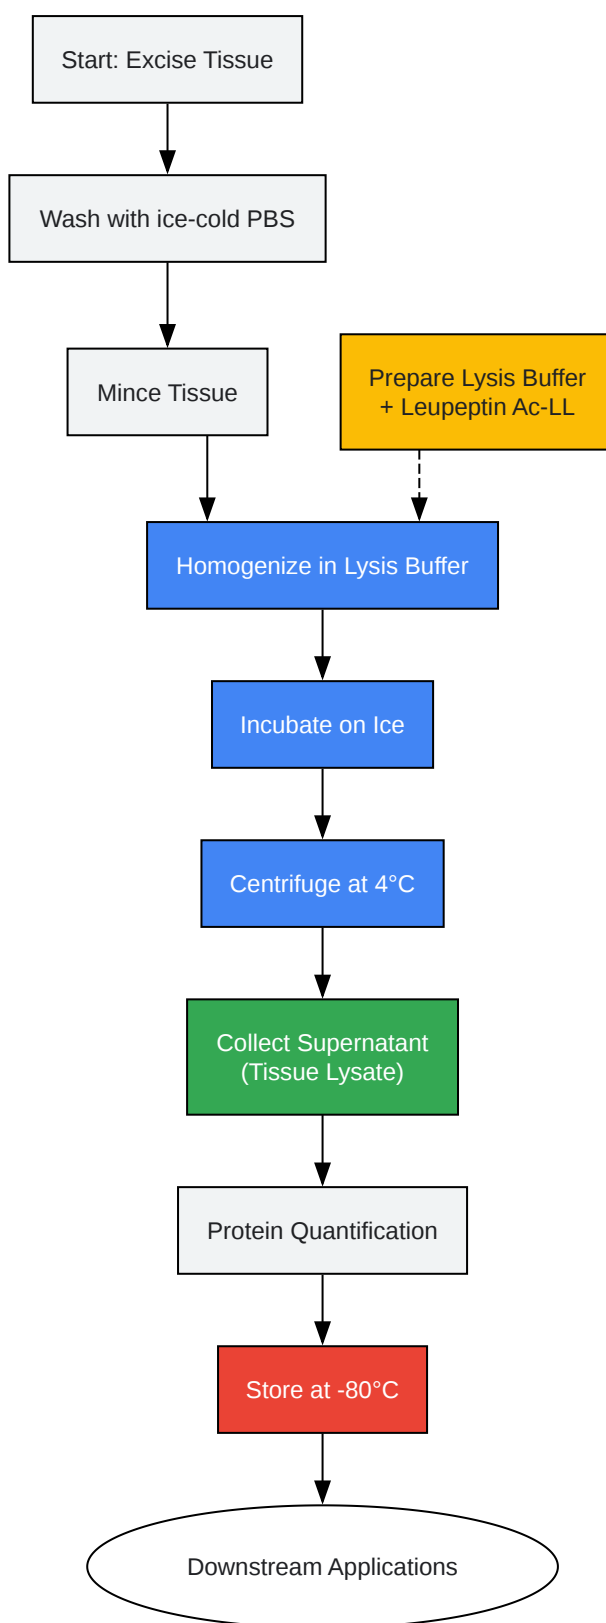 Start: Excise Tissue
Wash with ice-cold PBS
Mince Tissue
Prepare Lysis Buffer
+ Leupeptin Ac-LL
Homogenize in Lysis Buffer
Incubate on Ice
Centrifuge at 4°C
Collect Supernatant
(Tissue Lysate)
Protein Quantification
Store at -80°C
Downstream Applications